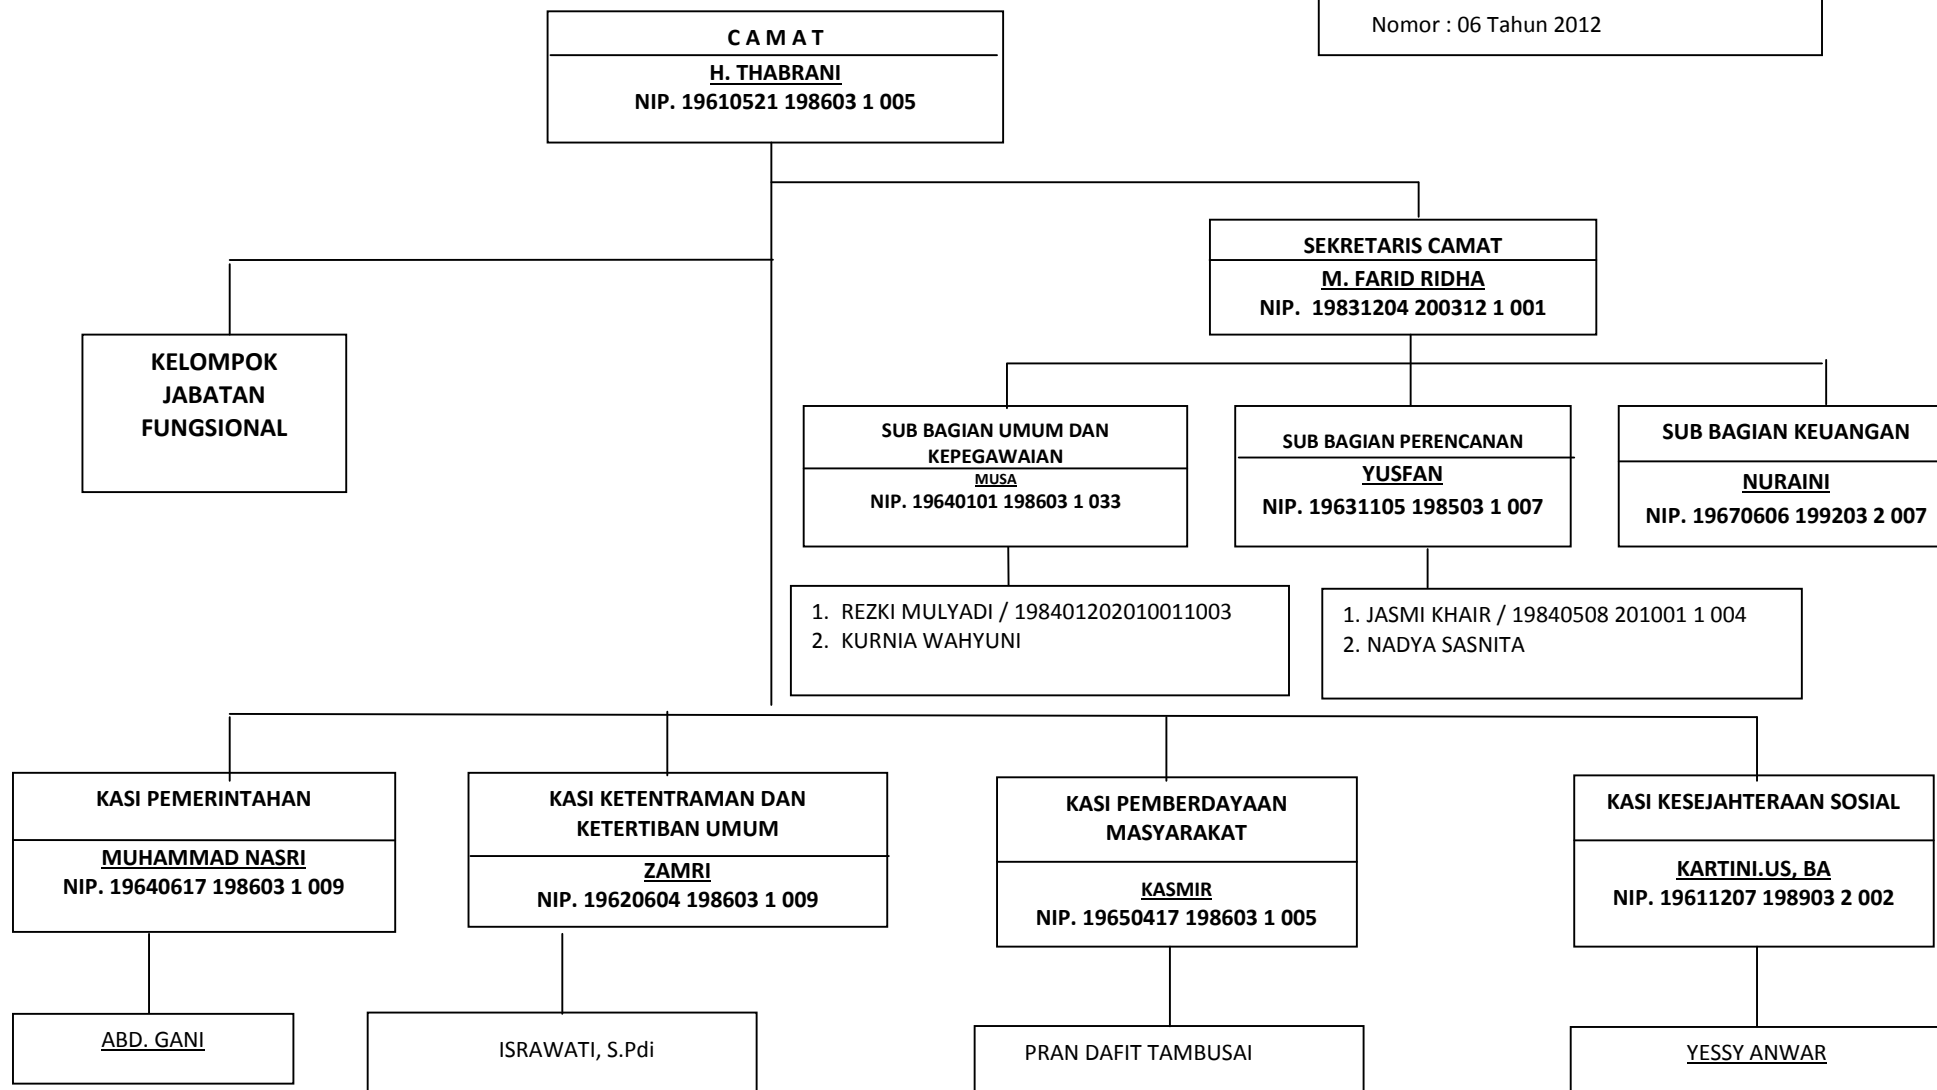 Nomor : 06 Tahun 2012
C A M A T
H. THABRANI
NIP. 19610521 198603 1 005
SEKRETARIS CAMAT
M. FARID RIDHA
NIP.  19831204 200312 1 001
KELOMPOK
JABATAN
FUNGSIONAL
SUB BAGIAN UMUM DAN
KEPEGAWAIAN
MUSA
NIP. 19640101 198603 1 033
SUB BAGIAN PERENCANAN
YUSFAN
NIP. 19631105 198503 1 007
SUB BAGIAN KEUANGAN
NURAINI
NIP. 19670606 199203 2 007
1. REZKI MULYADI / 198401202010011003
2. KURNIA WAHYUNI
1. JASMI KHAIR / 19840508 201001 1 004
2. NADYA SASNITA
KASI PEMERINTAHAN
MUHAMMAD NASRI
NIP. 19640617 198603 1 009
KASI KETENTRAMAN DAN
KETERTIBAN UMUM
ZAMRI
NIP. 19620604 198603 1 009
KASI PEMBERDAYAAN
MASYARAKAT
KASMIR
NIP. 19650417 198603 1 005
KASI KESEJAHTERAAN SOSIAL
KARTINI.US, BA
NIP. 19611207 198903 2 002
ABD. GANI
ISRAWATI, S.Pdi
PRAN DAFIT TAMBUSAI
YESSY ANWAR